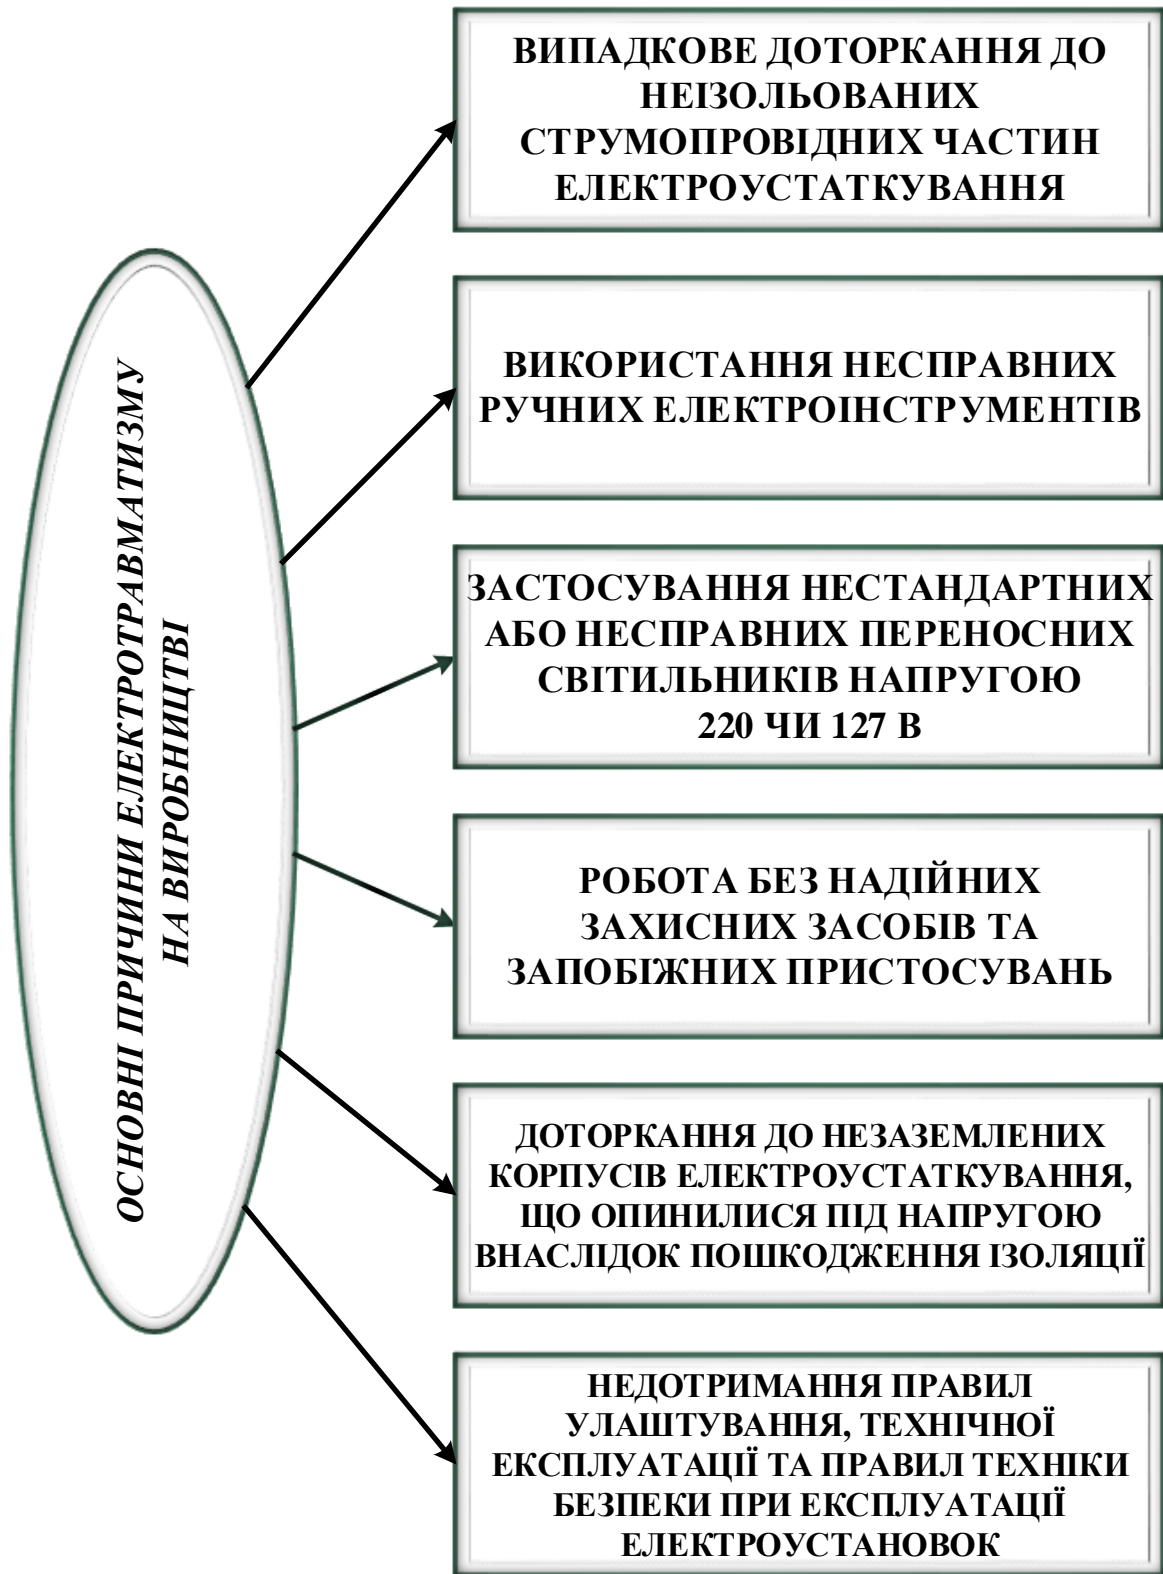 ОСНОВНІ ПРИЧИНИ ЕЛЕКТРОТРАВМАТИЗМУ
НА ВИРОБНИЦТВІ
ВИПАДКОВЕ ДОТОРКАННЯ ДО
НЕІЗОЛЬОВАНИХ
СТРУМОПРОВІДНИХ ЧАСТИН
ЕЛЕКТРОУСТАТКУВАННЯ
ВИКОРИСТАННЯ НЕСПРАВНИХ
РУЧНИХ ЕЛЕКТРОІНСТРУМЕНТІВ
ЗАСТОСУВАННЯ НЕСТАНДАРТНИХ
АБО НЕСПРАВНИХ ПЕРЕНОСНИХ
СВІТИЛЬНИКІВ НАПРУГОЮ
220 ЧИ 127 В
РОБОТА БЕЗ НАДІЙНИХ
ЗАХИСНИХ ЗАСОБІВ ТА
ЗАПОБІЖНИХ ПРИСТОСУВАНЬ
ДОТОРКАННЯ ДО НЕЗАЗЕМЛЕНИХ
КОРПУСІВ ЕЛЕКТРОУСТАТКУВАННЯ,
ЩО ОПИНИЛИСЯ ПІД НАПРУГОЮ
ВНАСЛІДОК ПОШКОДЖЕННЯ ІЗОЛЯЦІЇ
НЕДОТРИМАННЯ ПРАВИЛ
УЛАШТУВАННЯ, ТЕХНІЧНОЇ
ЕКСПЛУАТАЦІЇ ТА ПРАВИЛ ТЕХНІКИ
БЕЗПЕКИ ПРИ ЕКСПЛУАТАЦІЇ
ЕЛЕКТРОУСТАНОВОК